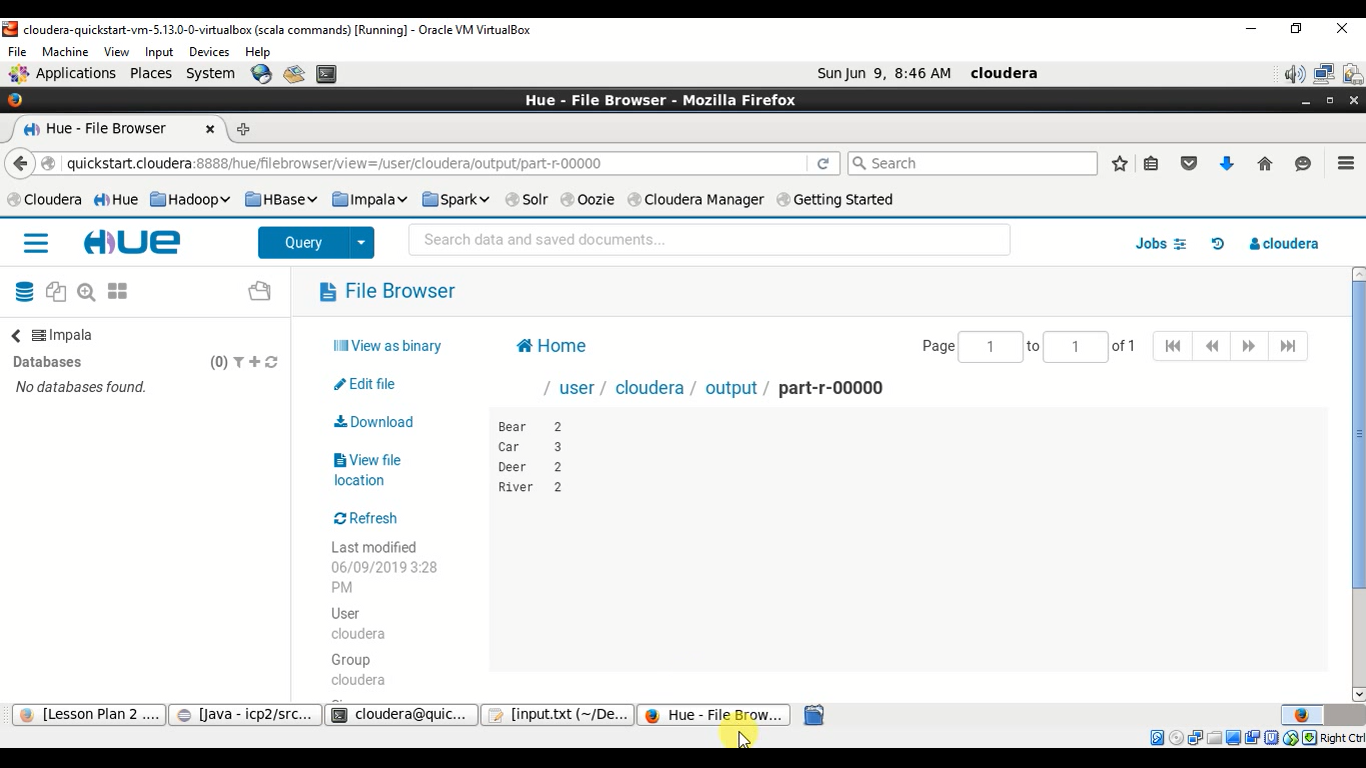 cloudera-quickstart-vm-5.13.0-0-virtualbox (scala commands) [Running] - Oracle VM VirtualBox
File Machine View Input Devices Help
Applications Places System Sun Jun 9, 8:46 AM cloudera
Hue - File Browser - Mozilla Firefox
Hue - File Browser
quickstart.cloudera:8888/hue/filebrowser/view=/user/cloudera/output/part-r-00000 Search
Cloudera Hue Hadoop HBase Impala Spark Solr Oozie Cloudera Manager Getting Started
HUE Query Search data and saved documents... Jobs cloudera
File Browser
Impala
Databases (0)
No databases found.
View as binary
Edit file
Download
View file
location
Refresh
Last modified
06/09/2019 3:28
PM
User
cloudera
Group
cloudera
Home Page 1 to 1 of 1
/ user / cloudera / output / part-r-00000
Bear 2
Car 3
Deer 2
River 2
[Lesson Plan 2 .... [Java - icp2/src... cloudera@quic... [input.txt (~/De... Hue - File Brow...
Right Ctrl